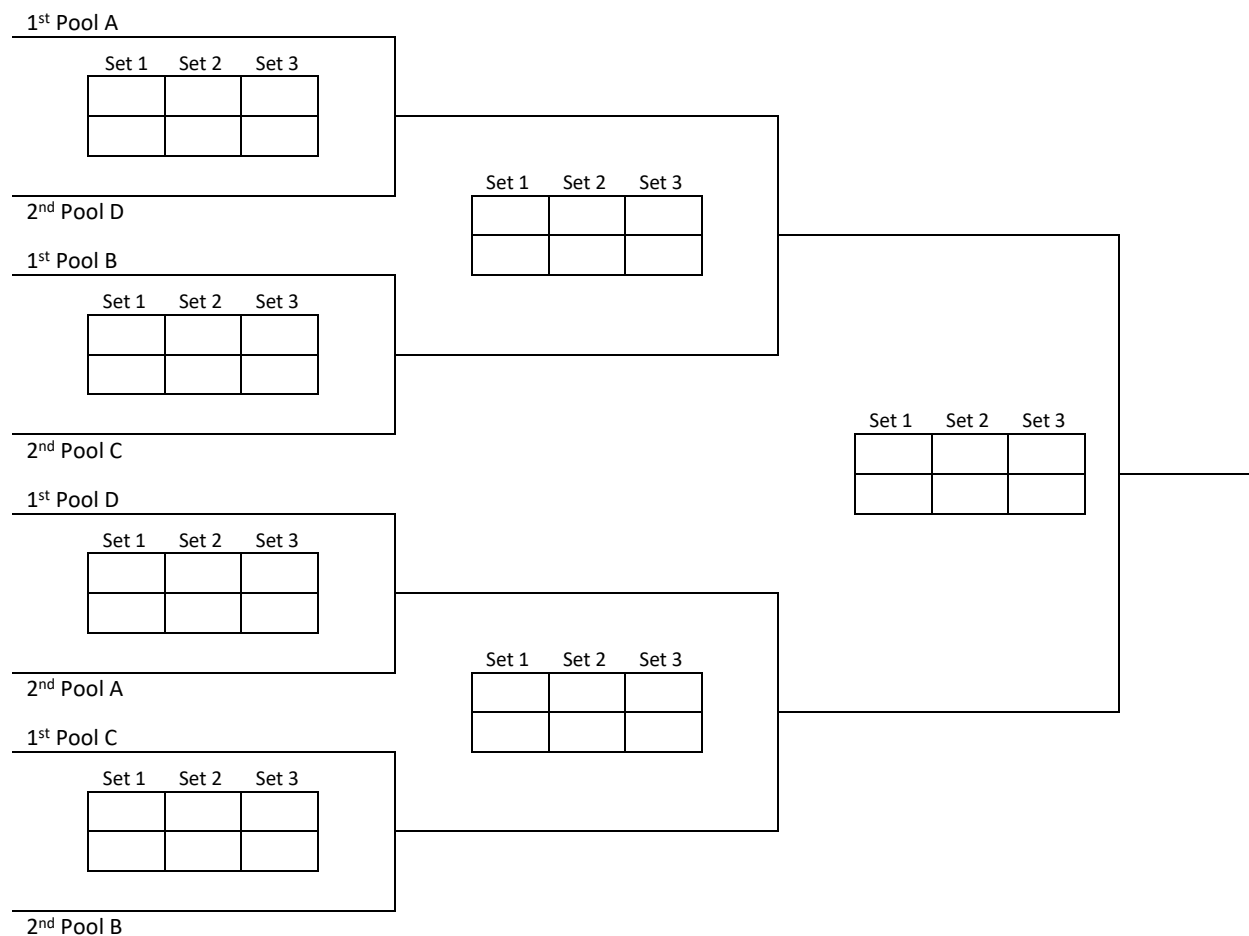 1st Pool A
Set 1 Set 2 Set 3
2nd Pool D
Set 1 Set 2 Set 3
1st Pool B
Set 1 Set 2 Set 3
2nd Pool C
Set 1 Set 2 Set 3
1st Pool D
Set 1 Set 2 Set 3
2nd Pool A
Set 1 Set 2 Set 3
1st Pool C
Set 1 Set 2 Set 3
2nd Pool B